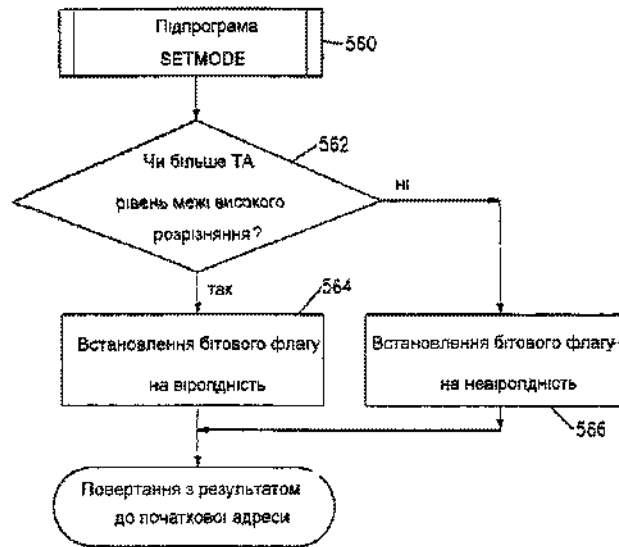 Підпрограма
SETMODE
560
562
Чи більше ТА
рівень межі високого
розрізняння?
ні
так
564
Встановлення бітового флагу
на вірогідність
Встановлення бітового флагу
на невірогідність
566
Повертання з результатом
до початкової адреси